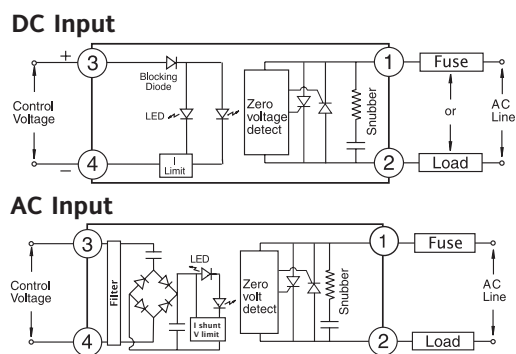 DC Input
+
3
Blocking
Diode
LED
I
Limit
Control
Voltage
−
4
Zero
voltage
detect
Snubber
1
2
Fuse
or
Load
AC
Line
AC Input
3
Control
Voltage
4
Filter
LED
I shunt
V limit
Zero
volt
detect
Snubber
1
2
Fuse
AC
Line
Load